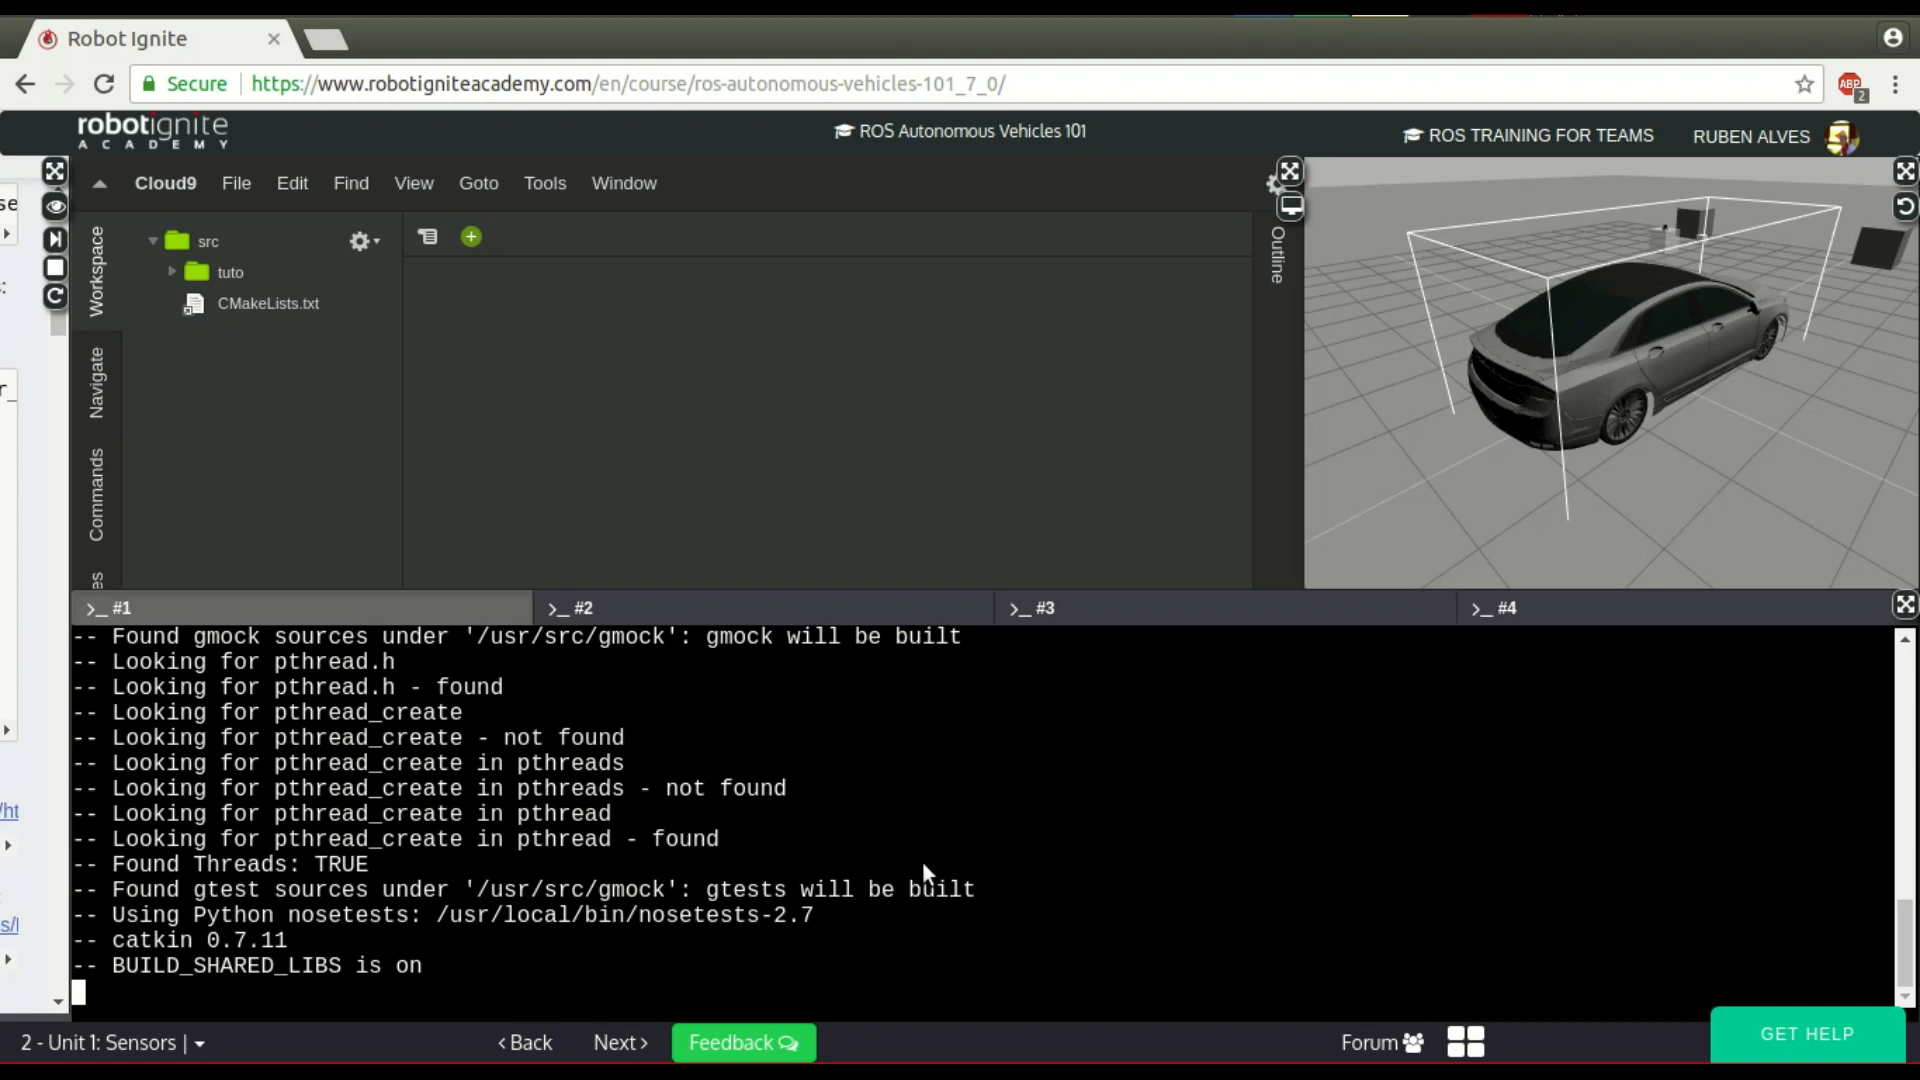 Robot Ignite
Secure
https://www.robotigniteacademy.com/en/course/ros-autonomous-vehicles-101_7_0/
ABP
2
robotignite
ACADEMY
ROS Autonomous Vehicles 101
ROS TRAINING FOR TEAMS
RUBEN ALVES
Cloud9 File Edit Find View Goto Tools Window
Workspace
Navigate
Commands
es
src
tuto
CMakeLists.txt
Outline
se
:
r_
/ht
s/l
>_ #1
>_ #2
>_ #3
>_ #4
-- Found gmock sources under '/usr/src/gmock': gmock will be built
-- Looking for pthread.h
-- Looking for pthread.h - found
-- Looking for pthread_create
-- Looking for pthread_create - not found
-- Looking for pthread_create in pthreads
-- Looking for pthread_create in pthreads - not found
-- Looking for pthread_create in pthread
-- Looking for pthread_create in pthread - found
-- Found Threads: TRUE
-- Found gtest sources under '/usr/src/gmock': gtests will be built
-- Using Python nosetests: /usr/local/bin/nosetests-2.7
-- catkin 0.7.11
-- BUILD_SHARED_LIBS is on
2 - Unit 1: Sensors |
< Back
Next >
Feedback
Forum
GET HELP